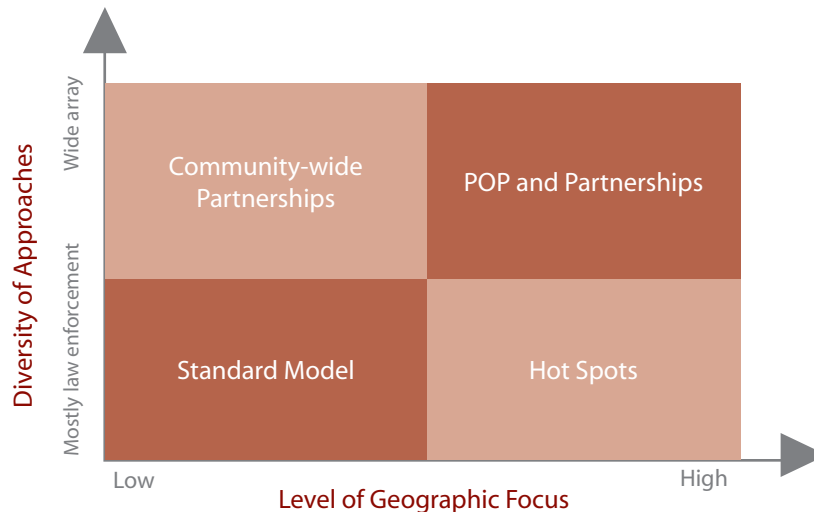 Diversity of Approaches
Wide array
Mostly law enforcement
Community-wide
Partnerships
POP and Partnerships
Standard Model
Hot Spots
Low
High
Level of Geographic Focus